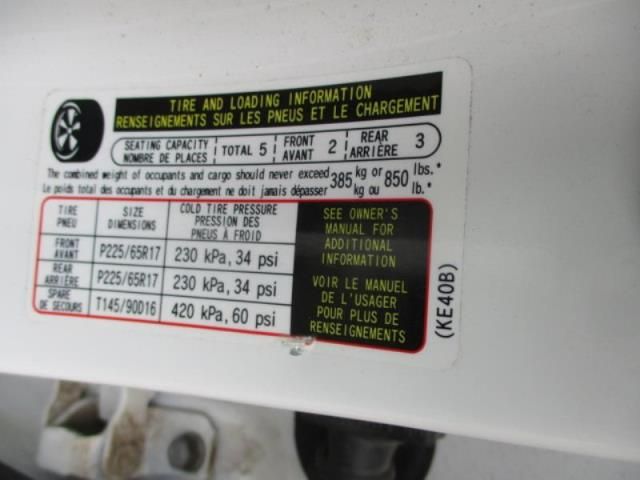 TIRE AND LOADING INFORMATION
RENSEIGNEMENTS SUR LES PNEUS ET LE CHARGEMENT
SEATING CAPACITY NOMBRE DE PLACES TOTAL 5 FRONT AVANT 2 REAR ARRIÈRE 3
The combined weight of occupants and cargo should never exceed 385 kg or 850 lbs.*
Le poids total des occupants et du chargement ne doit jamais dépasser kg ou lb.*
TIRE PNEU SIZE DIMENSIONS COLD TIRE PRESSURE PRESSION DES PNEUS À FROID
FRONT AVANT P225/65R17 230 kPa, 34 psi
REAR ARRIÈRE P225/65R17 230 kPa, 34 psi
SPARE DE SECOURS T145/90D16 420 kPa, 60 psi
SEE OWNER'S
MANUAL FOR
ADDITIONAL
INFORMATION
VOIR LE MANUEL
DE L'USAGER
POUR PLUS DE
RENSEIGNEMENTS
(KE40B)